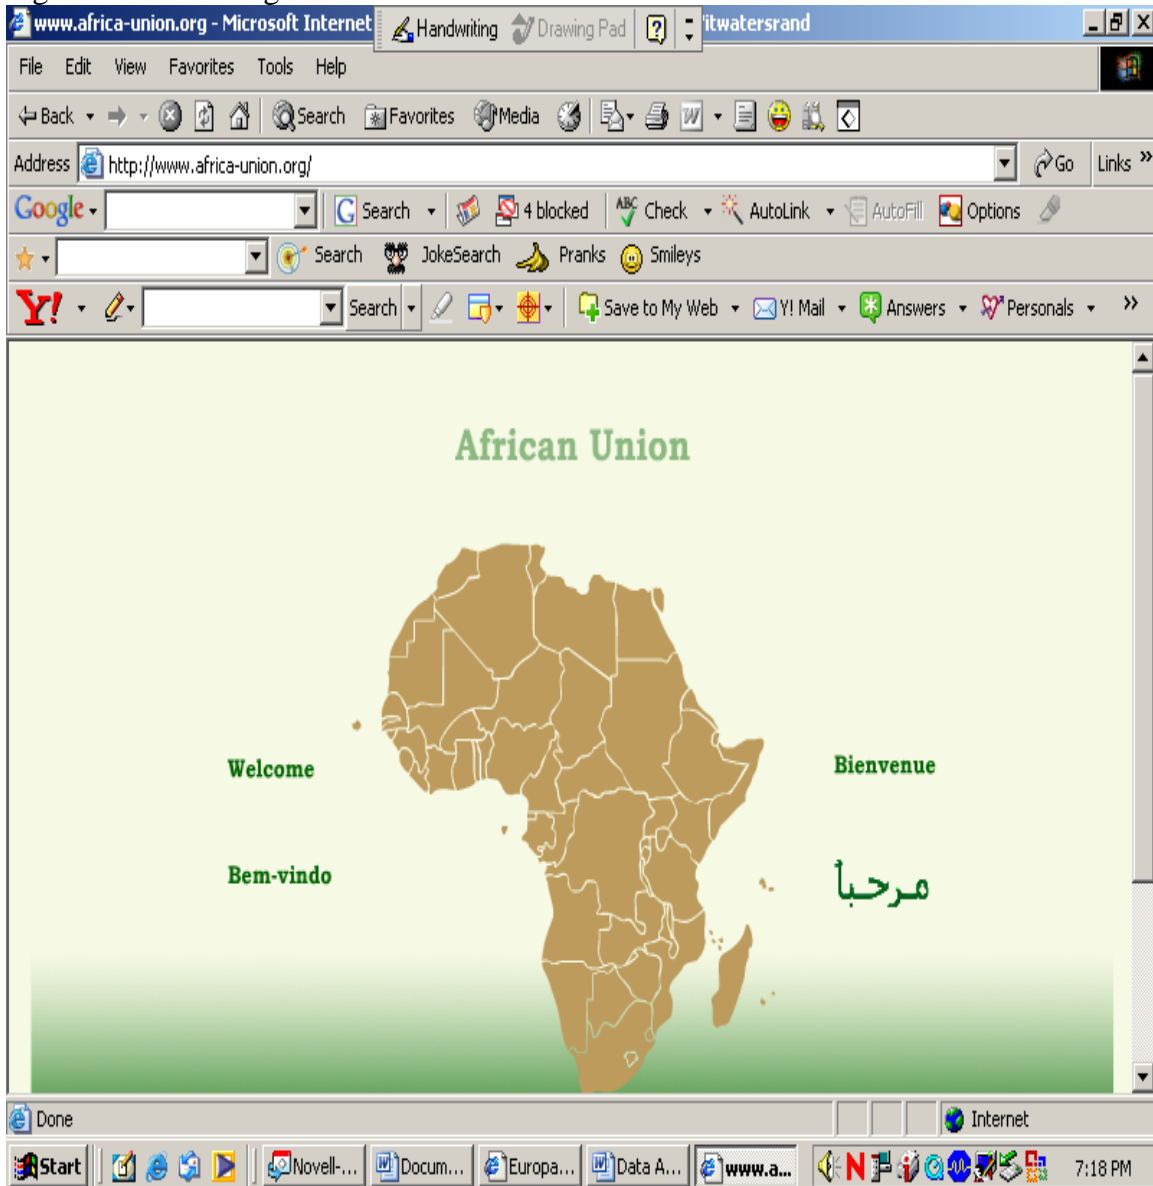 www.africa-union.org - Microsoft Internet Handwriting Drawing Pad itwatersrand
File Edit View Favorites Tools Help
Back Search Favorites Media
Address http://www.africa-union.org/ Go Links »
Google G Search 4 blocked ABC Check AutoLink AutoFill Options
Search JokeSearch Pranks Smileys
Y! Search Save to My Web Y! Mail Answers Personals »
African Union
Welcome Bienvenue
Bem-vindo مرحبأ
Done Internet
Start Novell-... Docum... Europa... Data A... www.a... N 7:18 PM